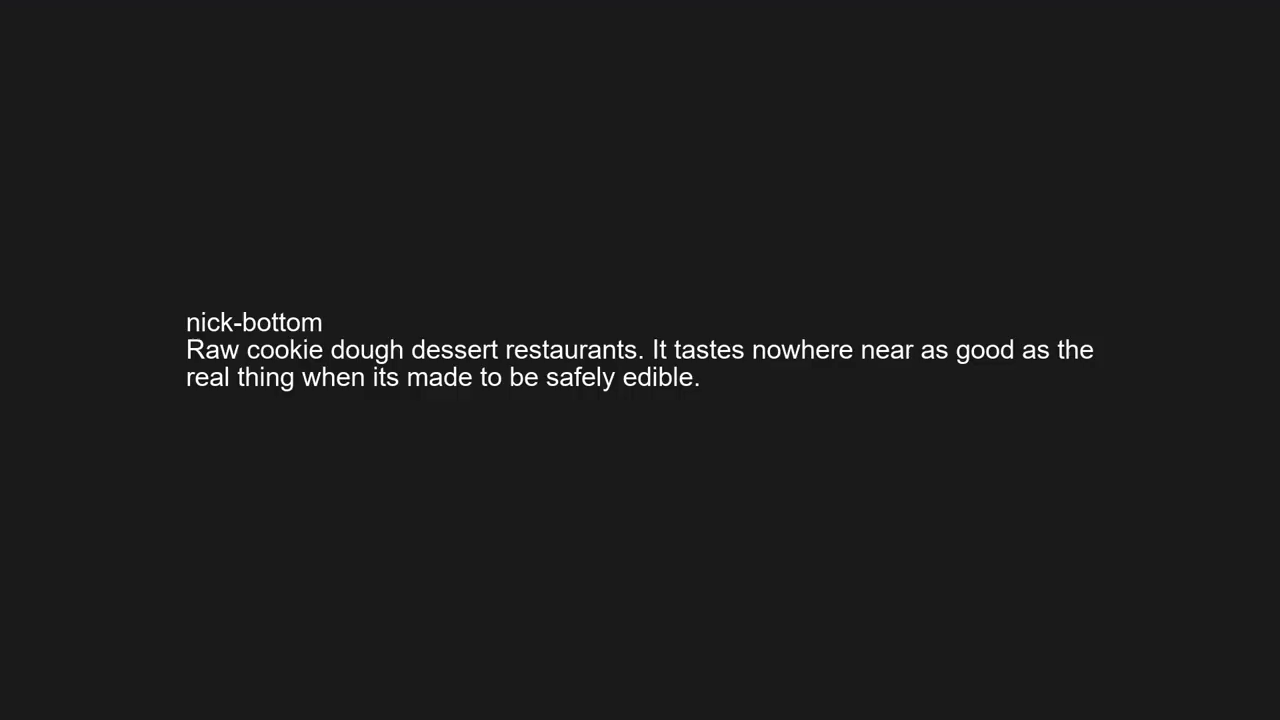 nick-bottom
Raw cookie dough dessert restaurants. It tastes nowhere near as good as the
real thing when its made to be safely edible.